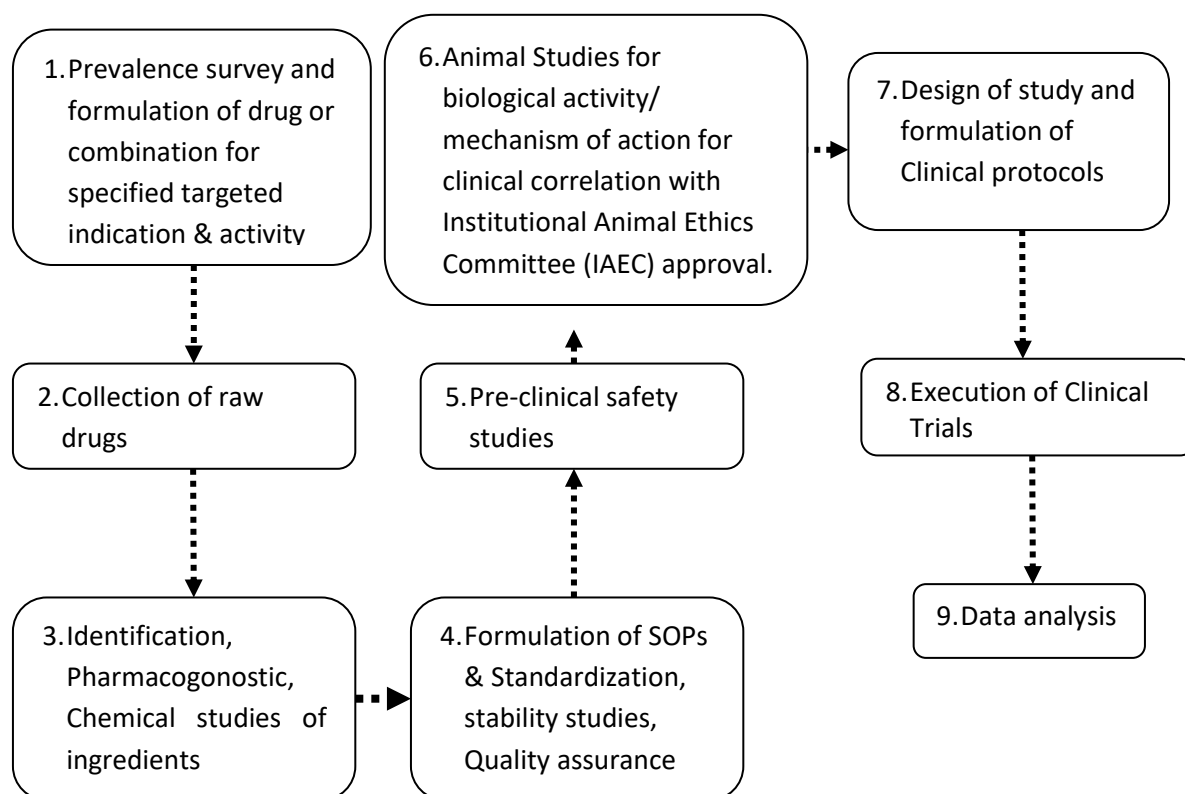 1.Prevalence survey and
formulation of drug or
combination for
specified targeted
indication & activity
2.Collection of raw
drugs
3.Identification,
Pharmacogonostic,
Chemical studies of
ingredients
4.Formulation of SOPs
& Standardization,
stability studies,
Quality assurance
5.Pre-clinical safety
studies
6.Animal Studies for
biological activity/
mechanism of action for
clinical correlation with
Institutional Animal Ethics
Committee (IAEC) approval.
7.Design of study and
formulation of
Clinical protocols
8.Execution of Clinical
Trials
9.Data analysis